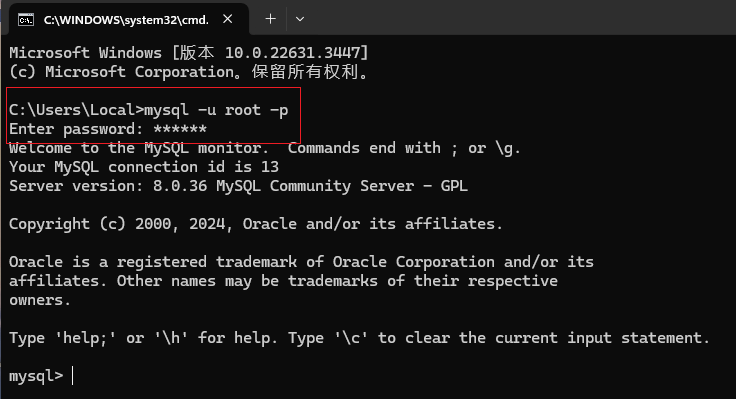 C:\WINDOWS\system32\cmd.
Microsoft Windows [版本 10.0.22631.3447]
(c) Microsoft Corporation。保留所有权利。
C:\Users\Local>mysql -u root -p
Enter password: ******
Welcome to the MySQL monitor.  Commands end with ; or \g.
Your MySQL connection id is 13
Server version: 8.0.36 MySQL Community Server - GPL
Copyright (c) 2000, 2024, Oracle and/or its affiliates.
Oracle is a registered trademark of Oracle Corporation and/or its
affiliates. Other names may be trademarks of their respective
owners.
Type 'help;' or '\h' for help. Type '\c' to clear the current input statement.
mysql>